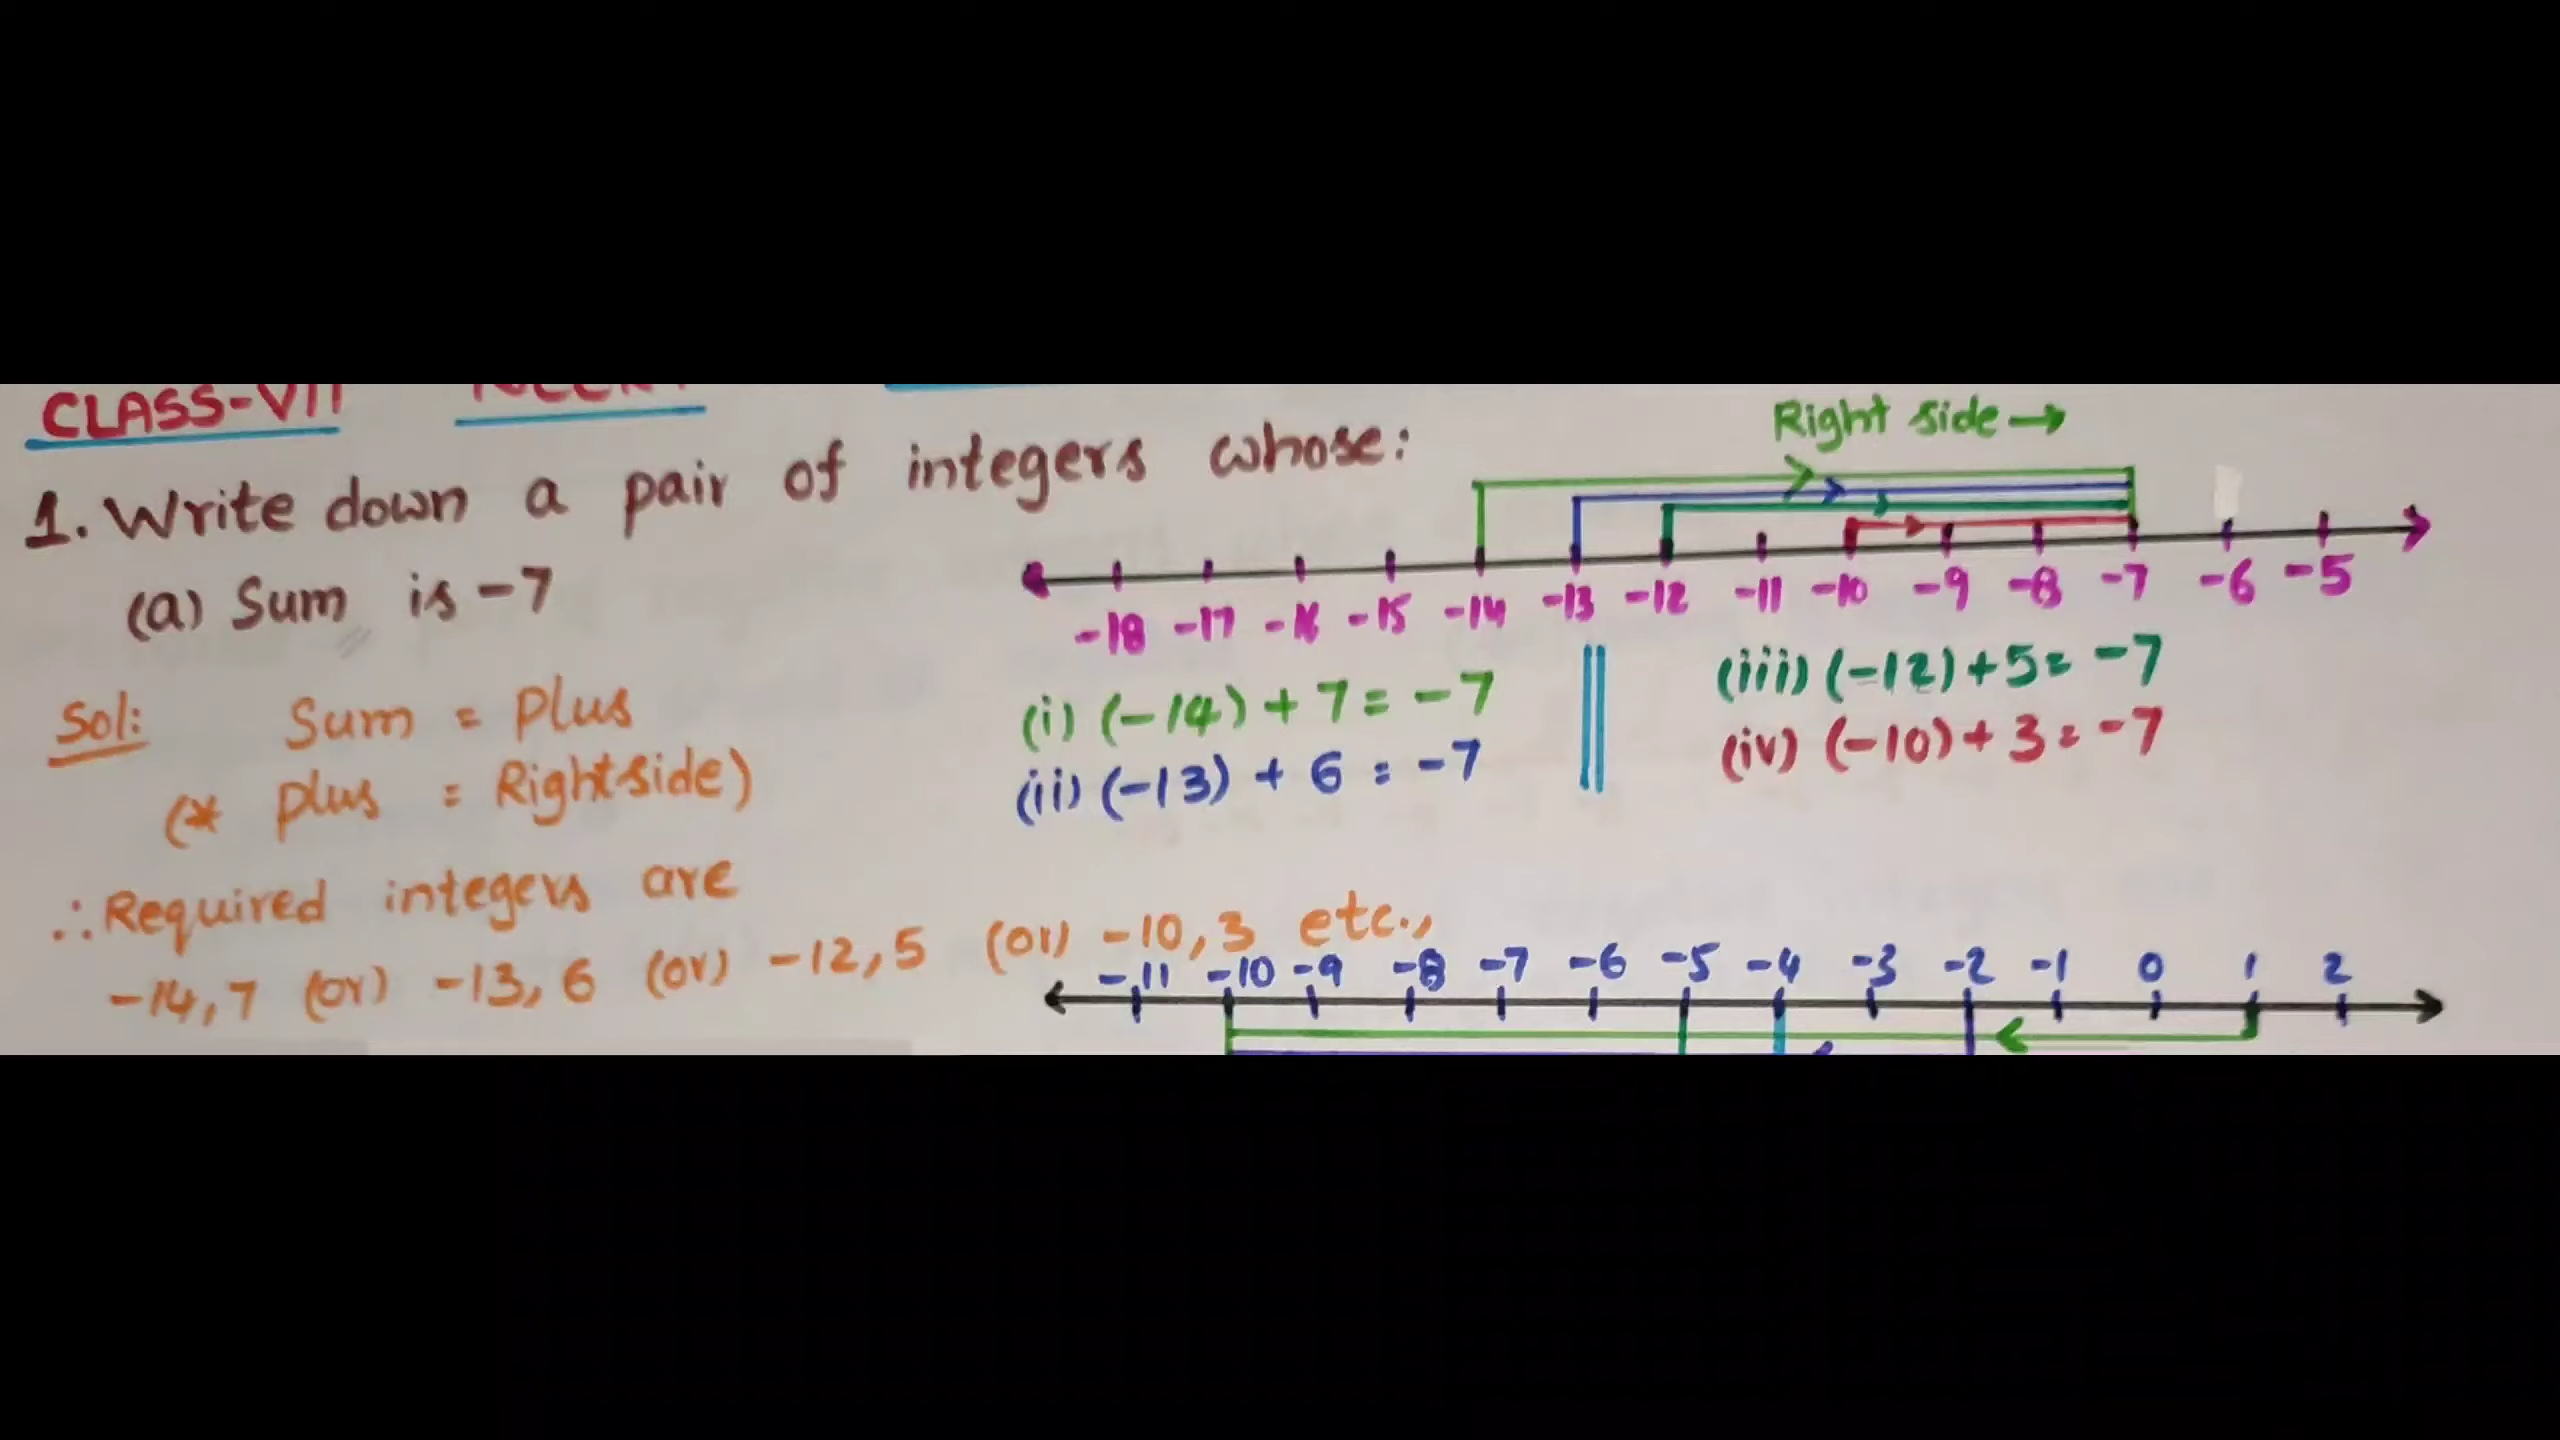 CLASS-VII
1. Write down a pair of integers whose:
(a) Sum is -7
Sol: Sum = Plus
(* plus = Rightside)
∴ Required integers are
-14, 7 (or) -13, 6 (or) -12, 5 (or) -10, 3 etc.,
Right side →
-18 -17 -16 -15 -14 -13 -12 -11 -10 -9 -8 -7 -6 -5
(i) (-14) + 7 = -7
(ii) (-13) + 6 = -7
(iii) (-12) + 5 = -7
(iv) (-10) + 3 = -7
-11 -10 -9 -8 -7 -6 -5 -4 -3 -2 -1 0 1 2